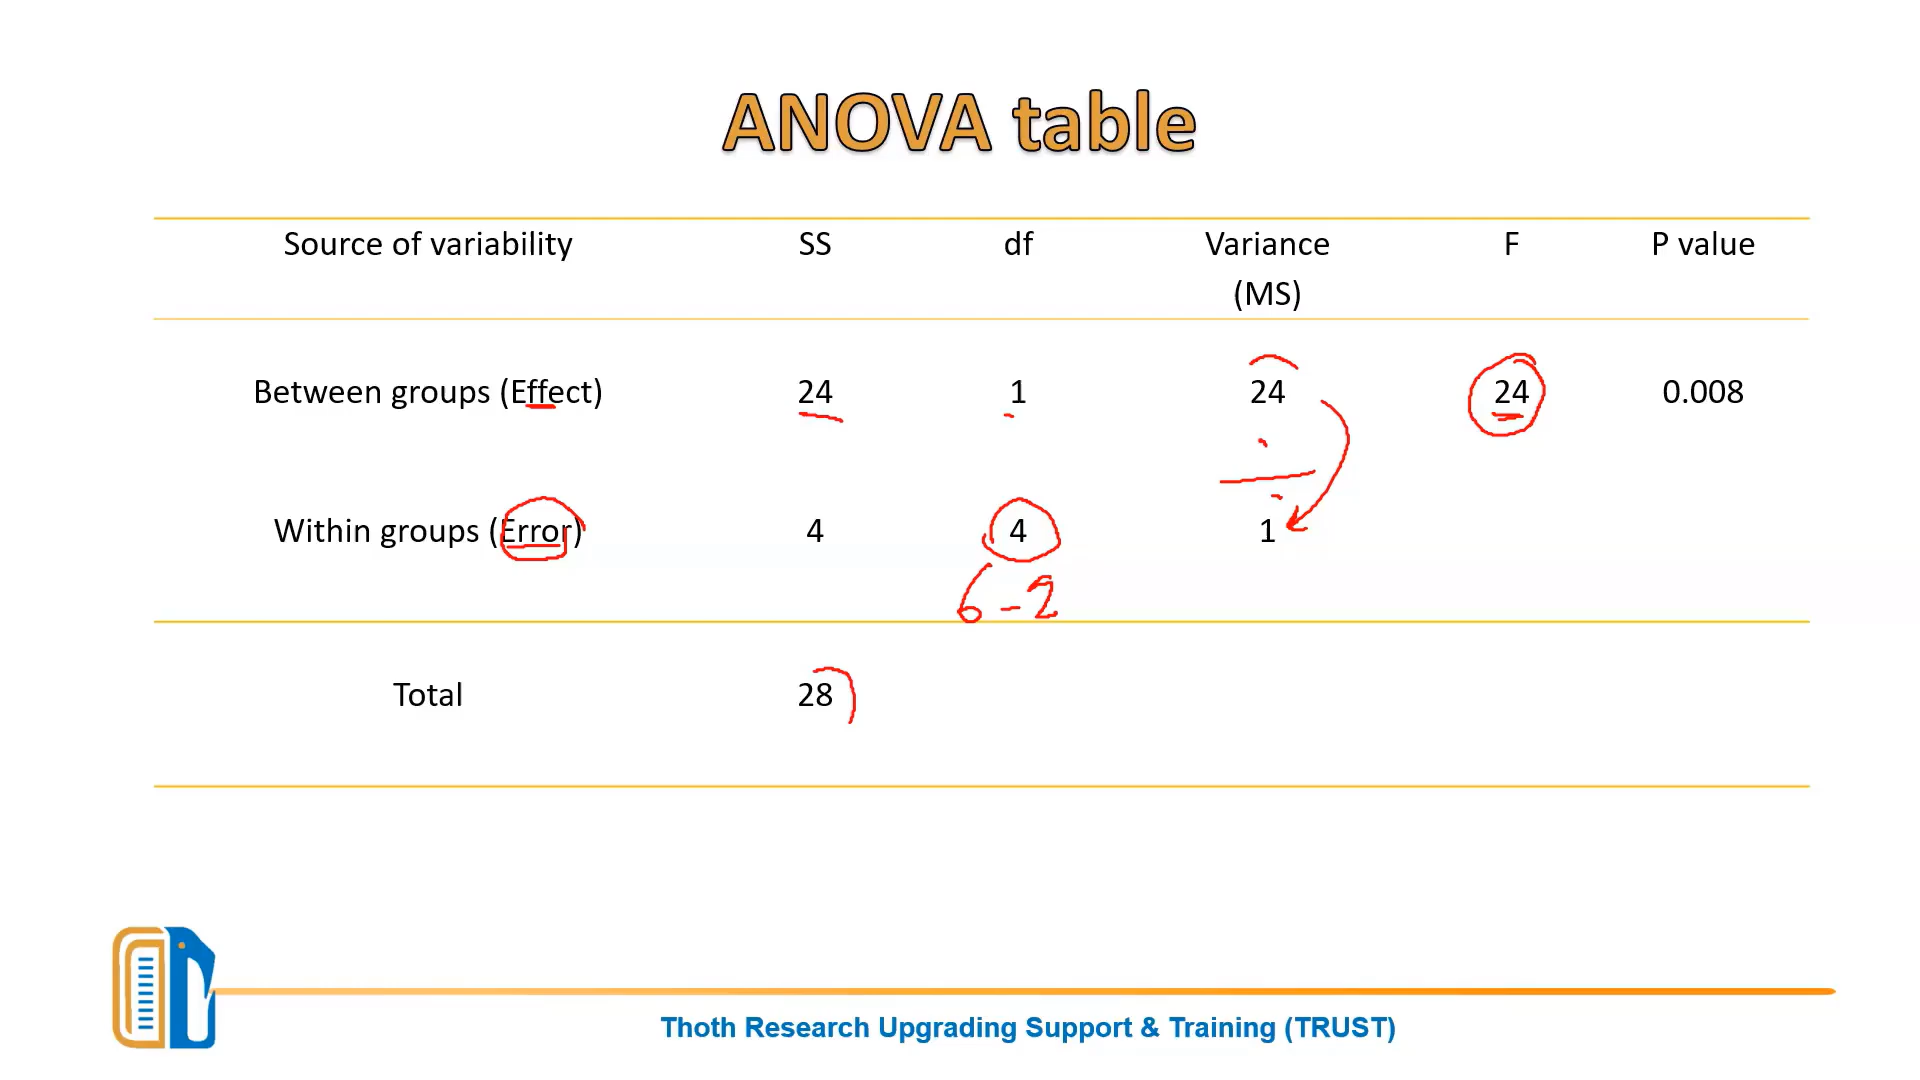 ANOVA table
Source of variability SS df Variance (MS) F P value
Between groups (Effect) 24 1 24 24 0.008
Within groups (Error) 4 4 1
6-2
Total 28
Thoth Research Upgrading Support & Training (TRUST)